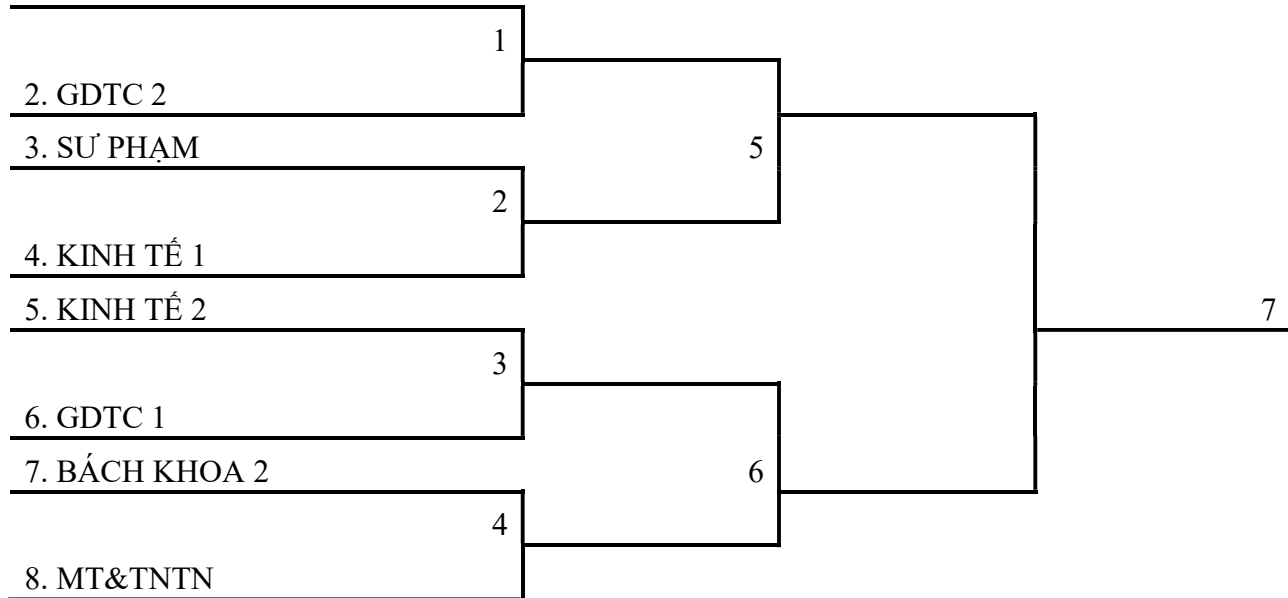 1
2. GDTC 2
3. SƯ PHẠM
5
2
4. KINH TẾ 1
5. KINH TẾ 2
7
3
6. GDTC 1
7. BÁCH KHOA 2
6
4
8. MT&TNTN